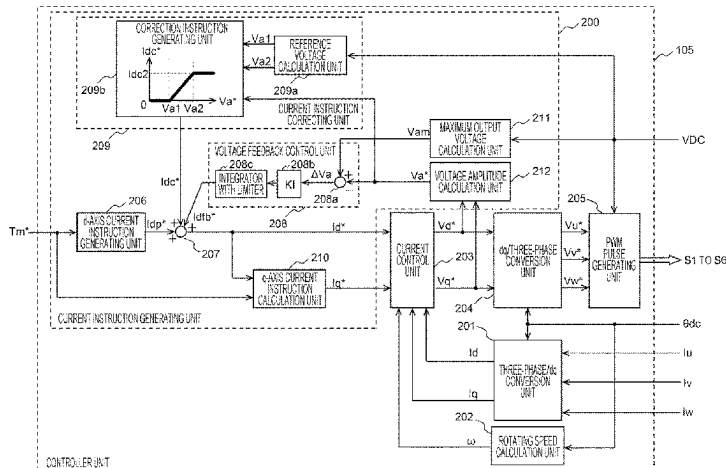 200
105
CORRECTION INSTRUCTION
GENERATING UNIT
Idc*
Idc2
0
Va1 Va2
Va*
209b
Va1
Va2
REFERENCE
VOLTAGE CALCULATION
UNIT
209a
CURRENT INSTRUCTION
CORRECTING UNIT
209
MAXIMUM OUTPUT
VOLTAGE
CALCULATION UNIT
211
Vam
VDC
VOLTAGE FEEDBACK CONTROL UNIT
208c
208b
INTEGRATOR
WITH LIMITER
KI
ΔVa
+
-
208a
Va*
VOLTAGE AMPLITUDE
CALCULATION UNIT
212
Idc*
Idfb*
208
Tm*
206
d-AXIS CURRENT
INSTRUCTION
GENERATING UNIT
Idp*
+
+
+
207
Id*
210
q-AXIS CURRENT
INSTRUCTION
CALCULATION UNIT
Iq*
CURRENT INSTRUCTION GENERATING UNIT
CURRENT
CONTROL
UNIT
203
Vd*
Vq*
dq/THREE-PHASE
CONVERSION
UNIT
204
Vu*
Vv*
Vw*
205
PWM
PULSE
GENERATING
UNIT
S1 TO S6
201
THREE-PHASE/dq
CONVERSION
UNIT
Id
Iq
θdc
Iu
Iv
Iw
202
ROTATING SPEED
CALCULATION UNIT
ω
CONTROLLER UNIT